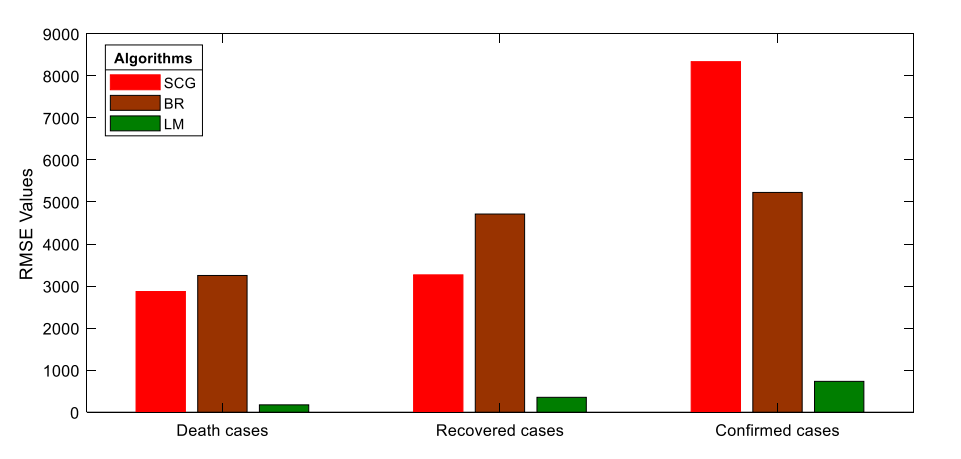 9000
8000
7000
6000
5000
4000
3000
2000
1000
0
RMSE Values
Algorithms
SCG
BR
LM
Death cases
Recovered cases
Confirmed cases